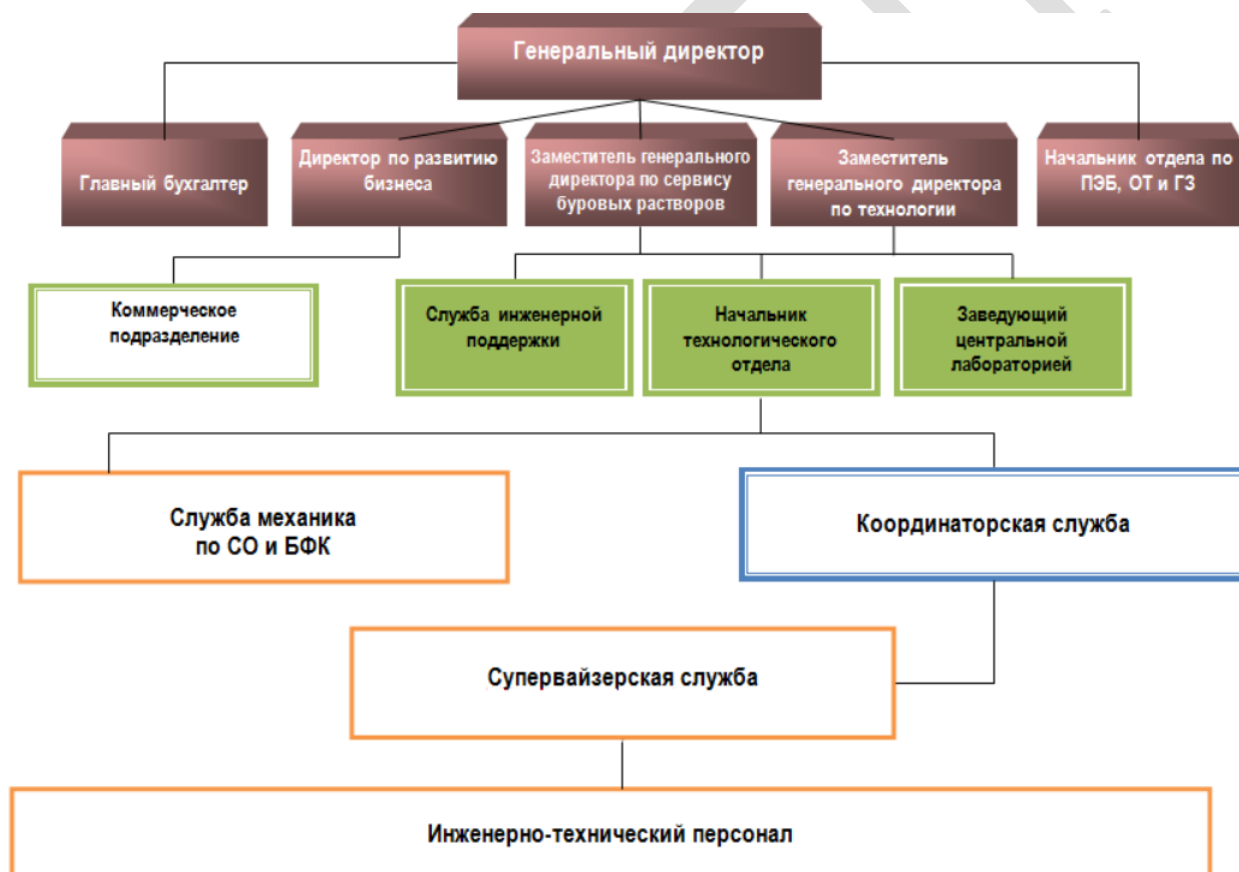 Генеральный директор
Главный бухгалтер
Директор по развитию
бизнеса
Заместитель генерального
директора по сервису
буровых растворов
Заместитель
генерального директора
по технологии
Начальник отдела по
ПЭБ, ОТ и ГЗ
Коммерческое
подразделение
Служба инженерной
поддержки
Начальник
технологического
отдела
Заведующий
центральной
лабораторией
Служба механика
по СО и БФК
Координаторская служба
Супервайзерская служба
Инженерно-технический персонал